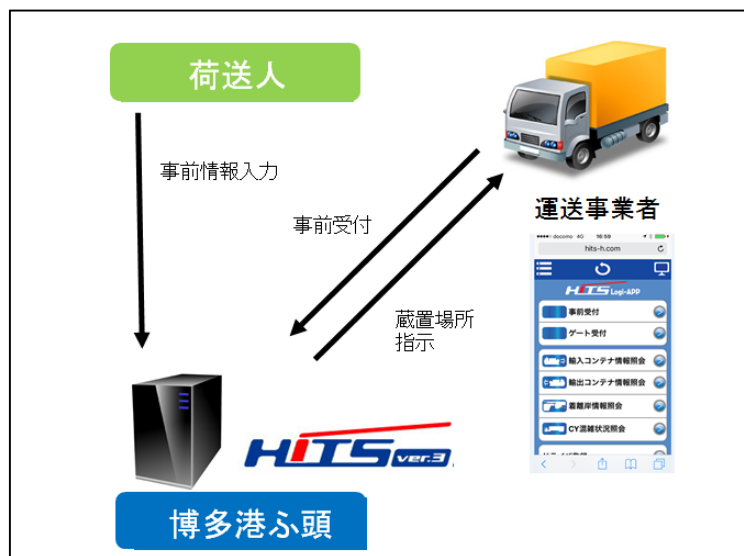 荷送人
事前情報入力
事前受付
運送事業者
蔵置場所
指示
docomo 4G 16:59
hits-h.com
HiTS Logi-APP
事前受付
ゲート受付
輸入コンテナ情報照会
輸出コンテナ情報照会
着離岸情報照会
CY混雑状況照会
HiTS ver.3
博多港ふ頭